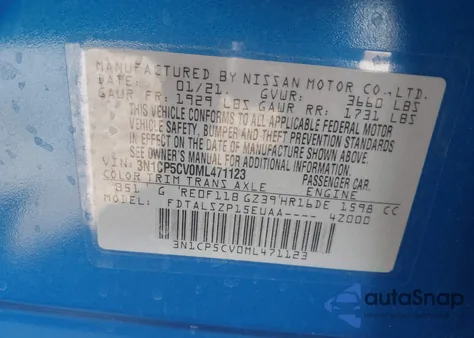 MANUFACTURED BY NISSAN MOTOR CO., LTD.
DATE: 01/21 GVWR: 3660 LBS
GAWR FR: 1929 LBS GAWR RR: 1731 LBS
THIS VEHICLE CONFORMS TO ALL APPLICABLE FEDERAL MOTOR
VEHICLE SAFETY, BUMPER AND THEFT PREVENTION STANDARDS
IN EFFECT ON THE DATE OF MANUFACTURE SHOWN ABOVE.
SEE OWNER'S MANUAL FOR ADDITIONAL INFORMATION.
VIN: 3N1CP5CV0ML471123 PASSENGER CAR
COLOR TRIM TRANS AXLE ENGINE
B51 G RE0F11B GZ39 HR16DE 1598 CC
MODEL: FDTALSZP15EUAA---- 4Z000
3N1CP5CV0ML471123
autoSnap